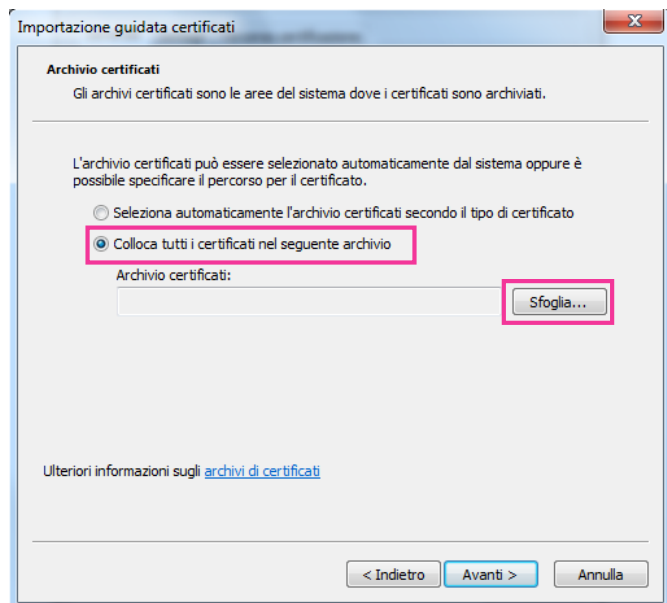 Importazione guidata certificati
Archivio certificati
Gli archivi certificati sono le aree del sistema dove i certificati sono archiviati.
L'archivio certificati può essere selezionato automaticamente dal sistema oppure è
possibile specificare il percorso per il certificato.
Seleziona automaticamente l'archivio certificati secondo il tipo di certificato
Colloca tutti i certificati nel seguente archivio
Archivio certificati:
Sfoglia...
Ulteriori informazioni sugli archivi di certificati
< Indietro Avanti > Annulla